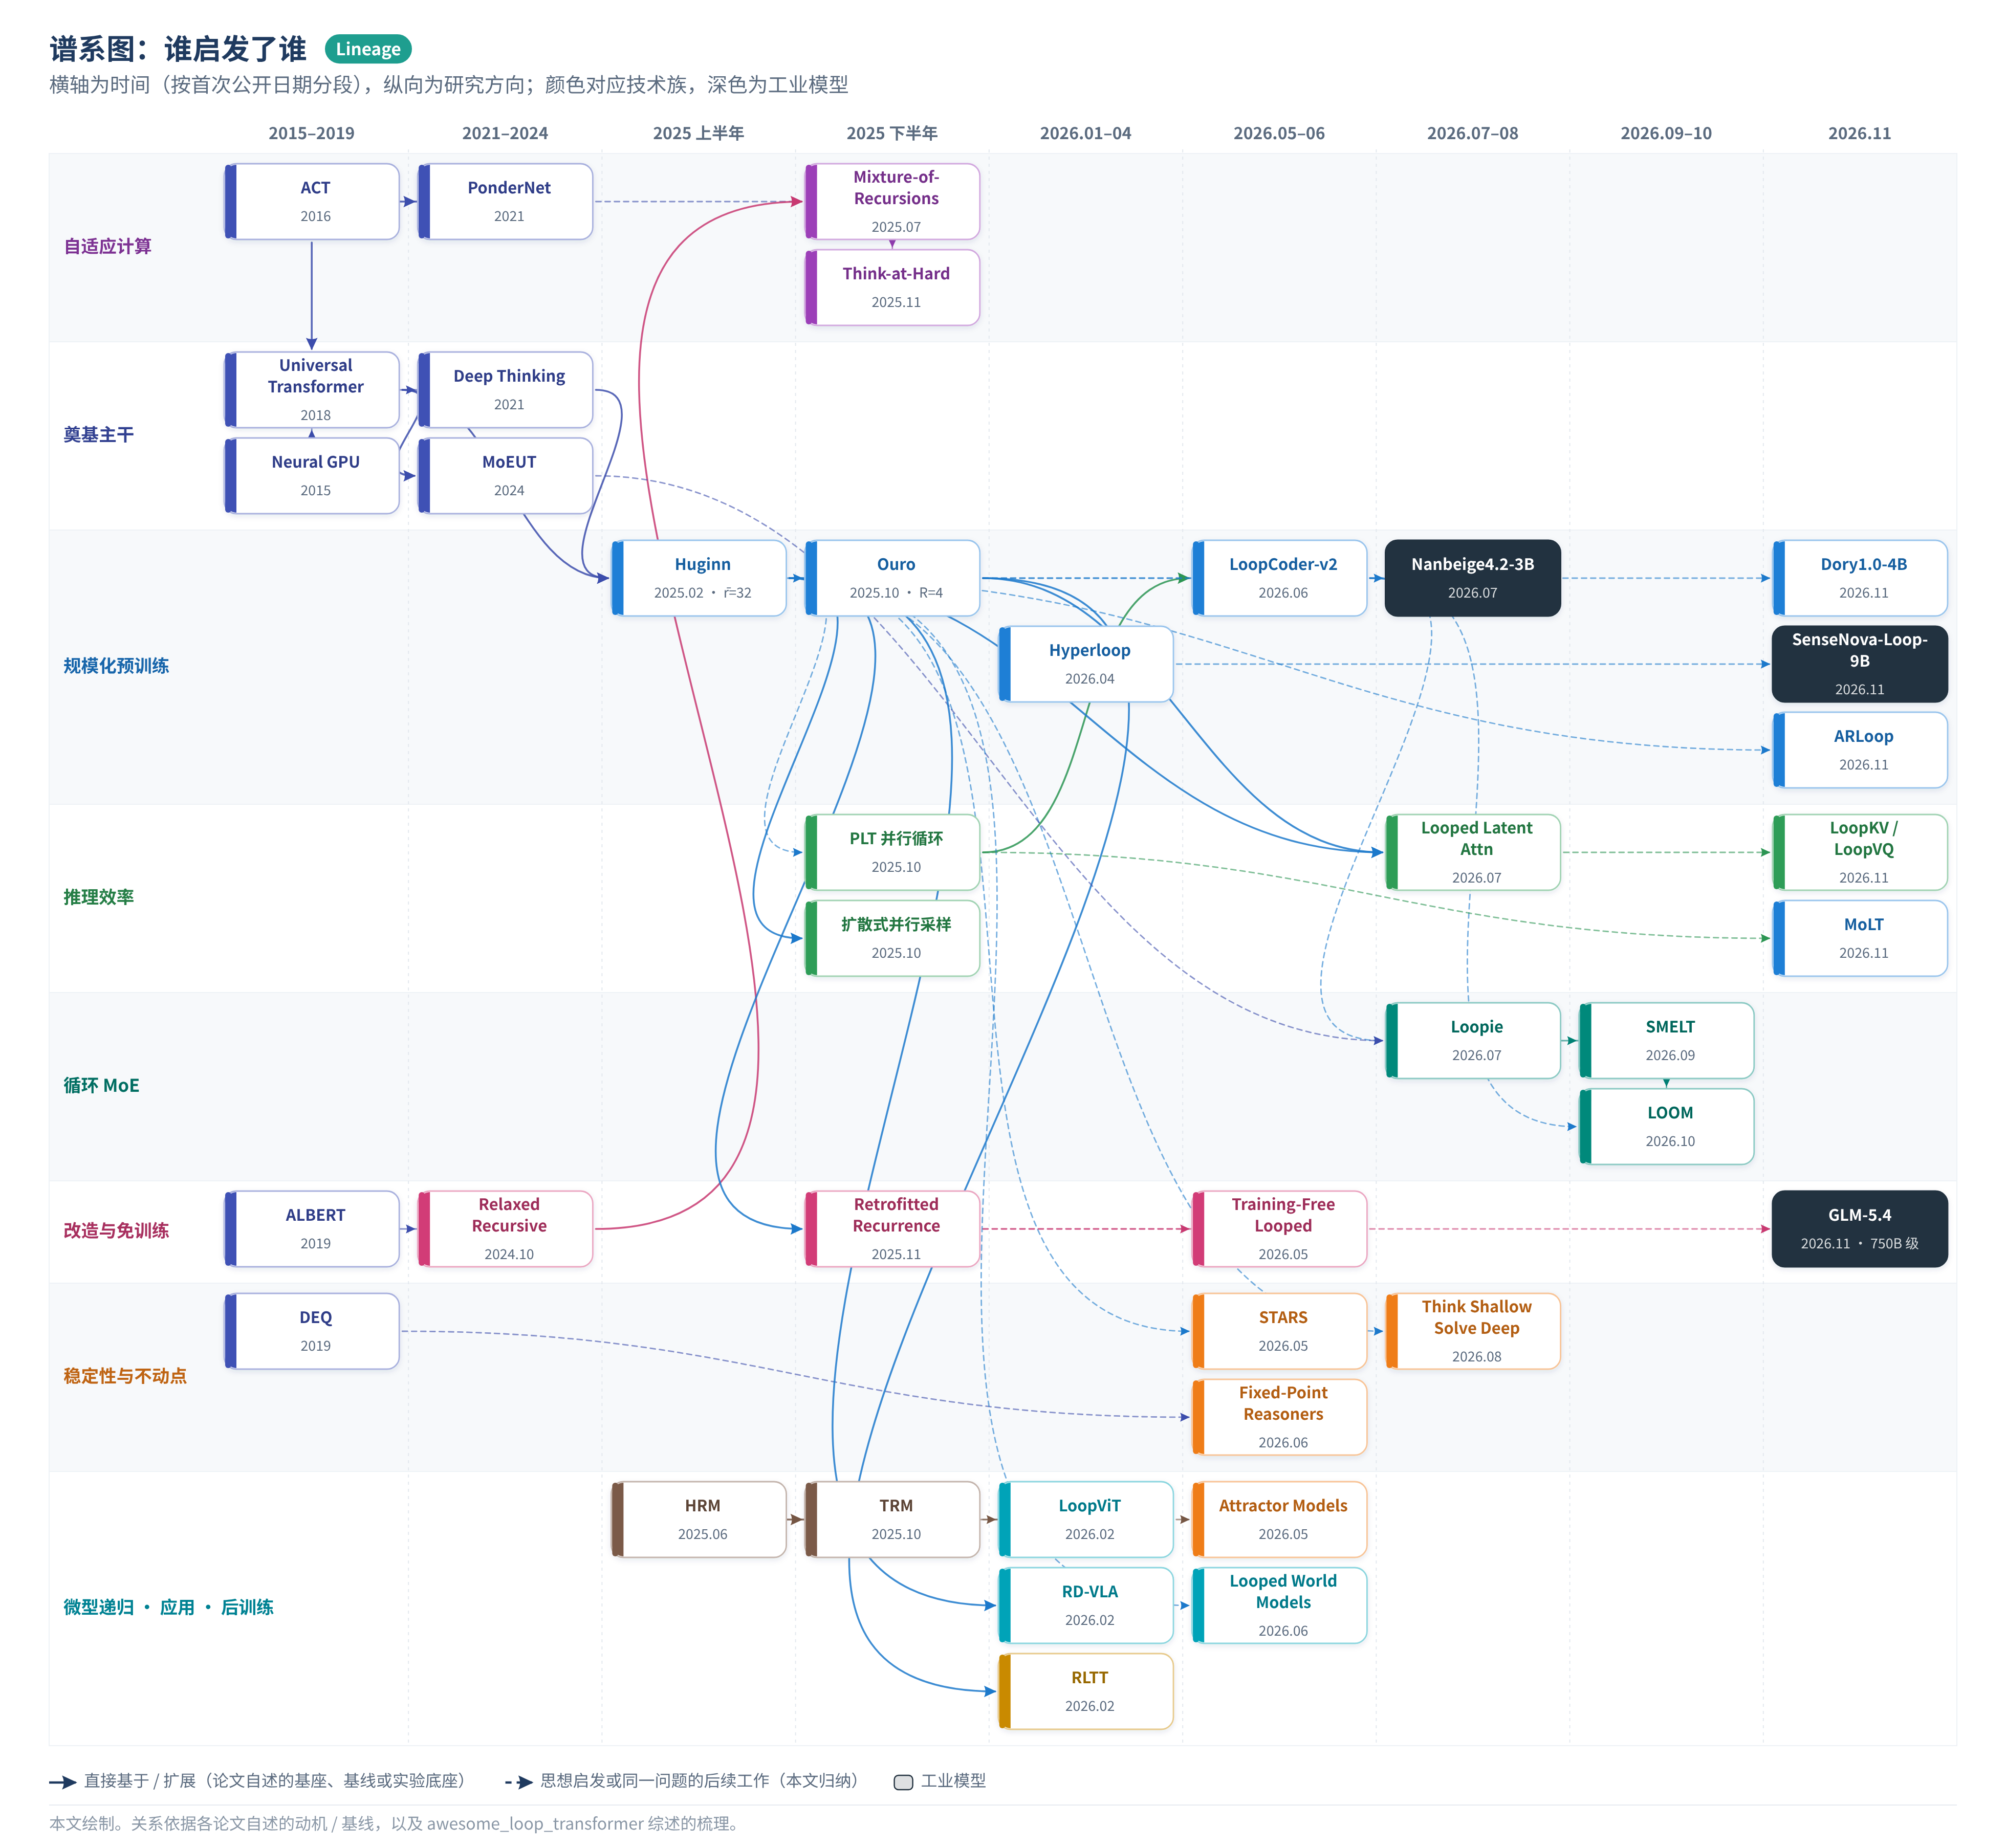 谱系图：谁启发了谁 Lineage
横轴为时间（按首次公开日期分段），纵向为研究方向；颜色对应技术族，深色为工业模型
2015–2019 2021–2024 2025 上半年 2025 下半年 2026.01–04 2026.05–06 2026.07–08 2026.09–10 2026.11
自适应计算
ACT
2016
PonderNet
2021
Mixture-of-
Recursions
2025.07
Think-at-Hard
2025.11
奠基主干
Universal
Transformer
2018
Deep Thinking
2021
Neural GPU
2015
MoEUT
2024
规模化预训练
Huginn
2025.02 · r̄=32
Ouro
2025.10 · R=4
LoopCoder-v2
2026.06
Nanbeige4.2-3B
2026.07
Dory1.0-4B
2026.11
Hyperloop
2026.04
SenseNova-Loop-
9B
2026.11
ARLoop
2026.11
推理效率
PLT 并行循环
2025.10
Looped Latent
Attn
2026.07
LoopKV /
LoopVQ
2026.11
扩散式并行采样
2025.10
MoLT
2026.11
循环 MoE
Loopie
2026.07
SMELT
2026.09
LOOM
2026.10
改造与免训练
ALBERT
2019
Relaxed
Recursive
2024.10
Retrofitted
Recurrence
2025.11
Training-Free
Looped
2026.05
GLM-5.4
2026.11 · 750B 级
稳定性与不动点
DEQ
2019
STARS
2026.05
Think Shallow
Solve Deep
2026.08
Fixed-Point
Reasoners
2026.06
微型递归 · 应用 · 后训练
HRM
2025.06
TRM
2025.10
LoopViT
2026.02
Attractor Models
2026.05
RD-VLA
2026.02
Looped World
Models
2026.06
RLTT
2026.02
直接基于 / 扩展（论文自述的基座、基线或实验底座） 思想启发或同一问题的后续工作（本文归纳） 工业模型
本文绘制。关系依据各论文自述的动机 / 基线，以及 awesome_loop_transformer 综述的梳理。